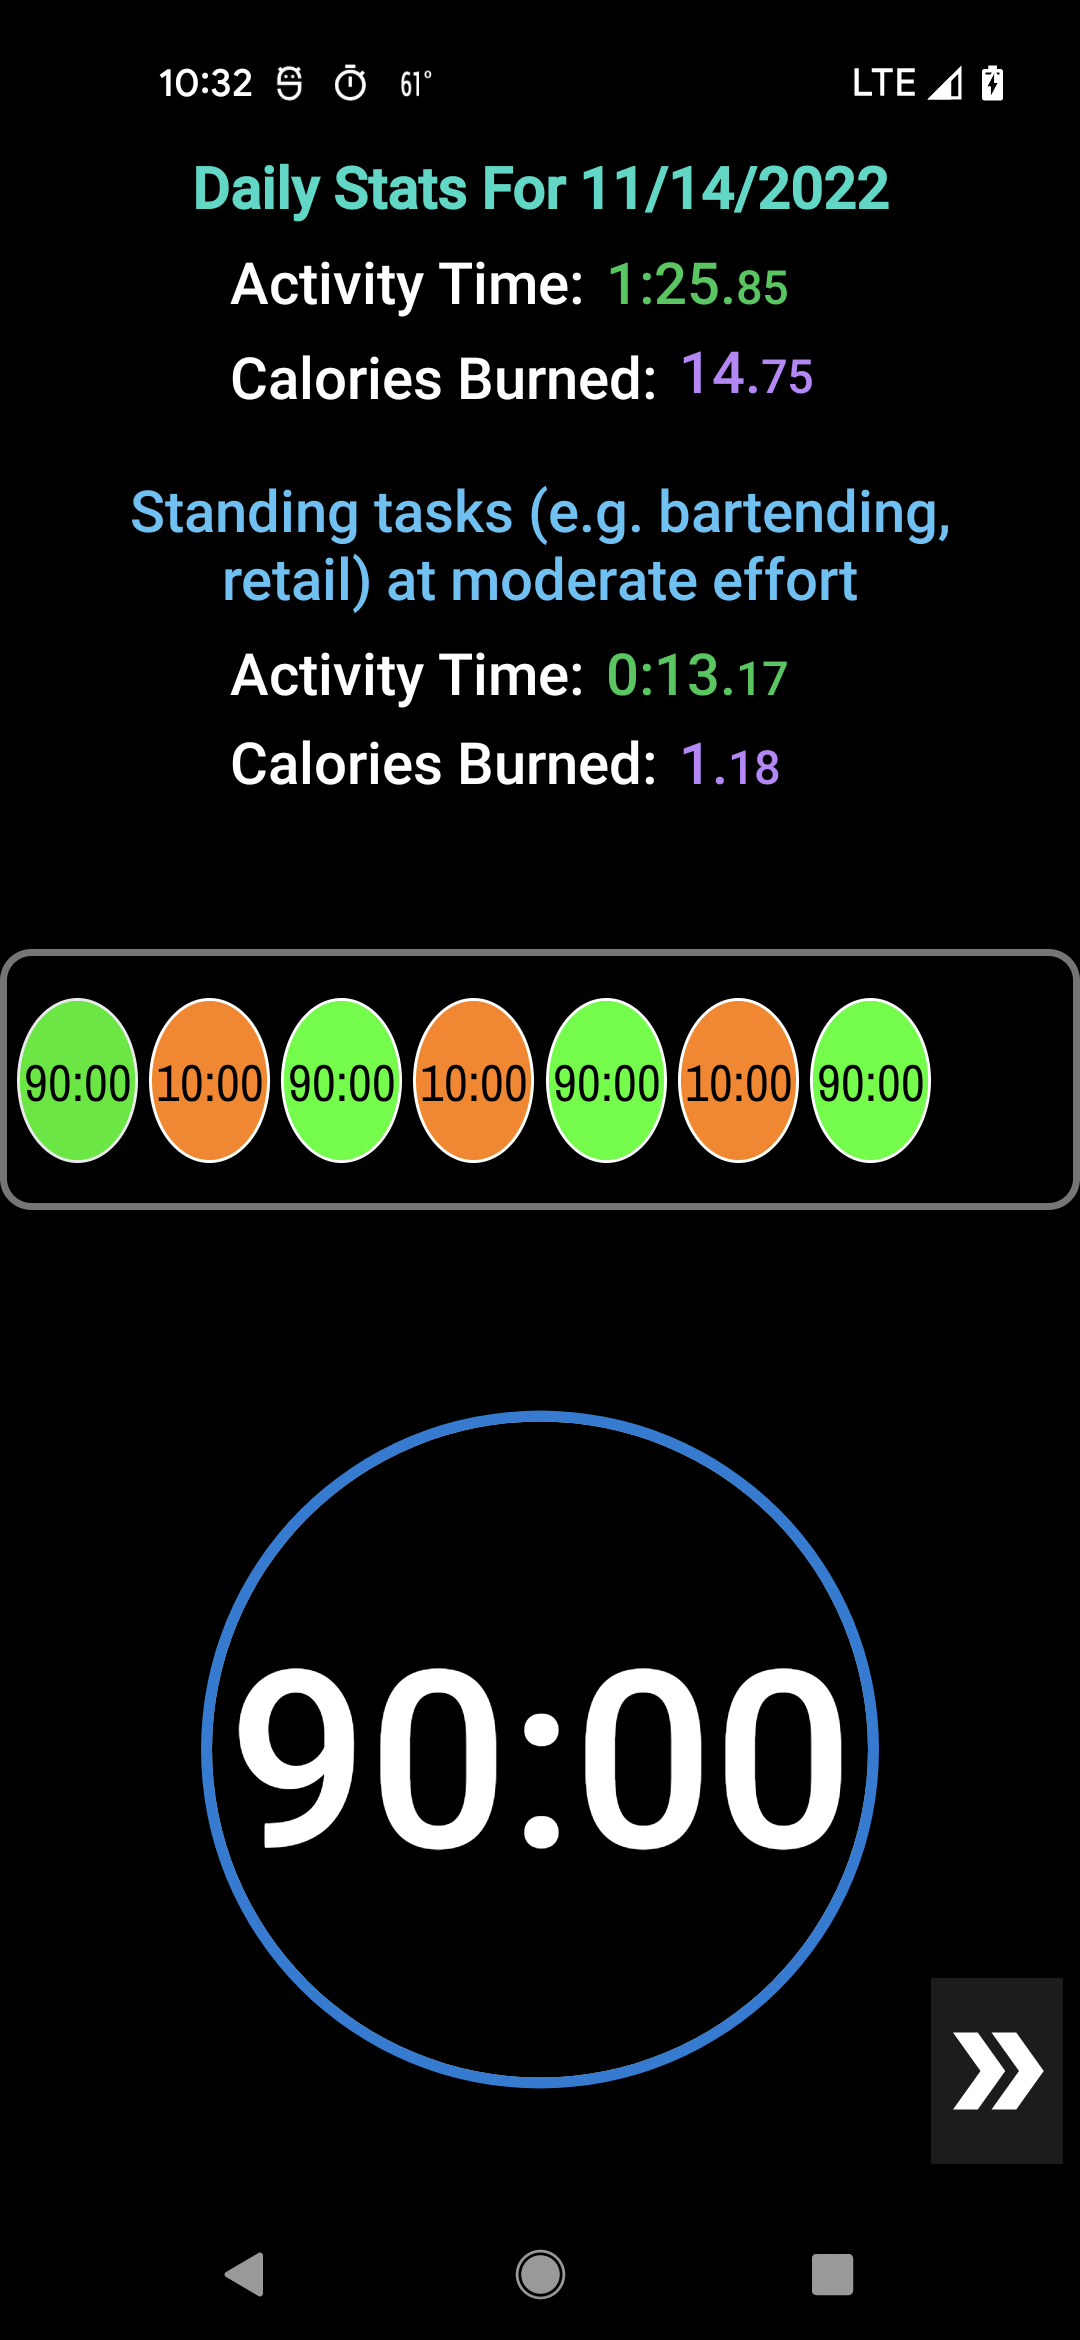 10:32 61° LTE
Daily Stats For 11/14/2022
Activity Time: 1:25.85
Calories Burned: 14.75
Standing tasks (e.g. bartending,
retail) at moderate effort
Activity Time: 0:13.17
Calories Burned: 1.18
90:00 10:00 90:00 10:00 90:00 10:00 90:00
90:00